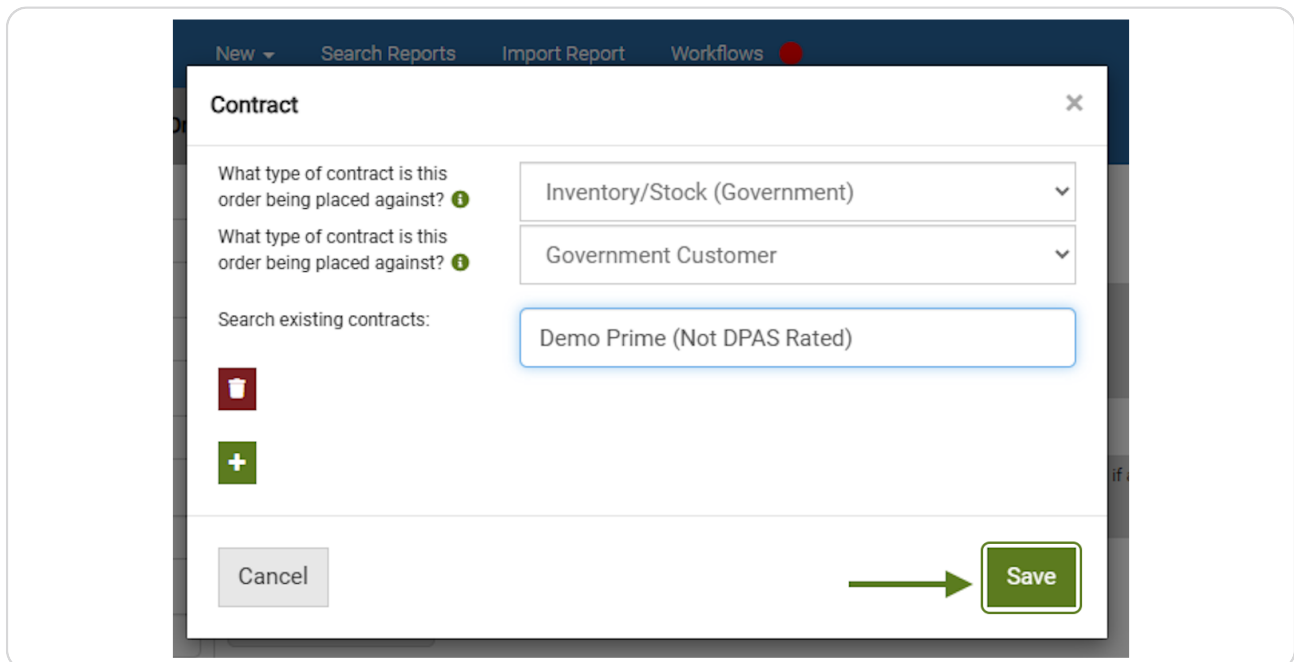 New Search Reports Import Report Workflows
Contract ×
What type of contract is this
order being placed against?
Inventory/Stock (Government)
What type of contract is this
order being placed against?
Government Customer
Search existing contracts:
Demo Prime (Not DPAS Rated)
if
Cancel
Save